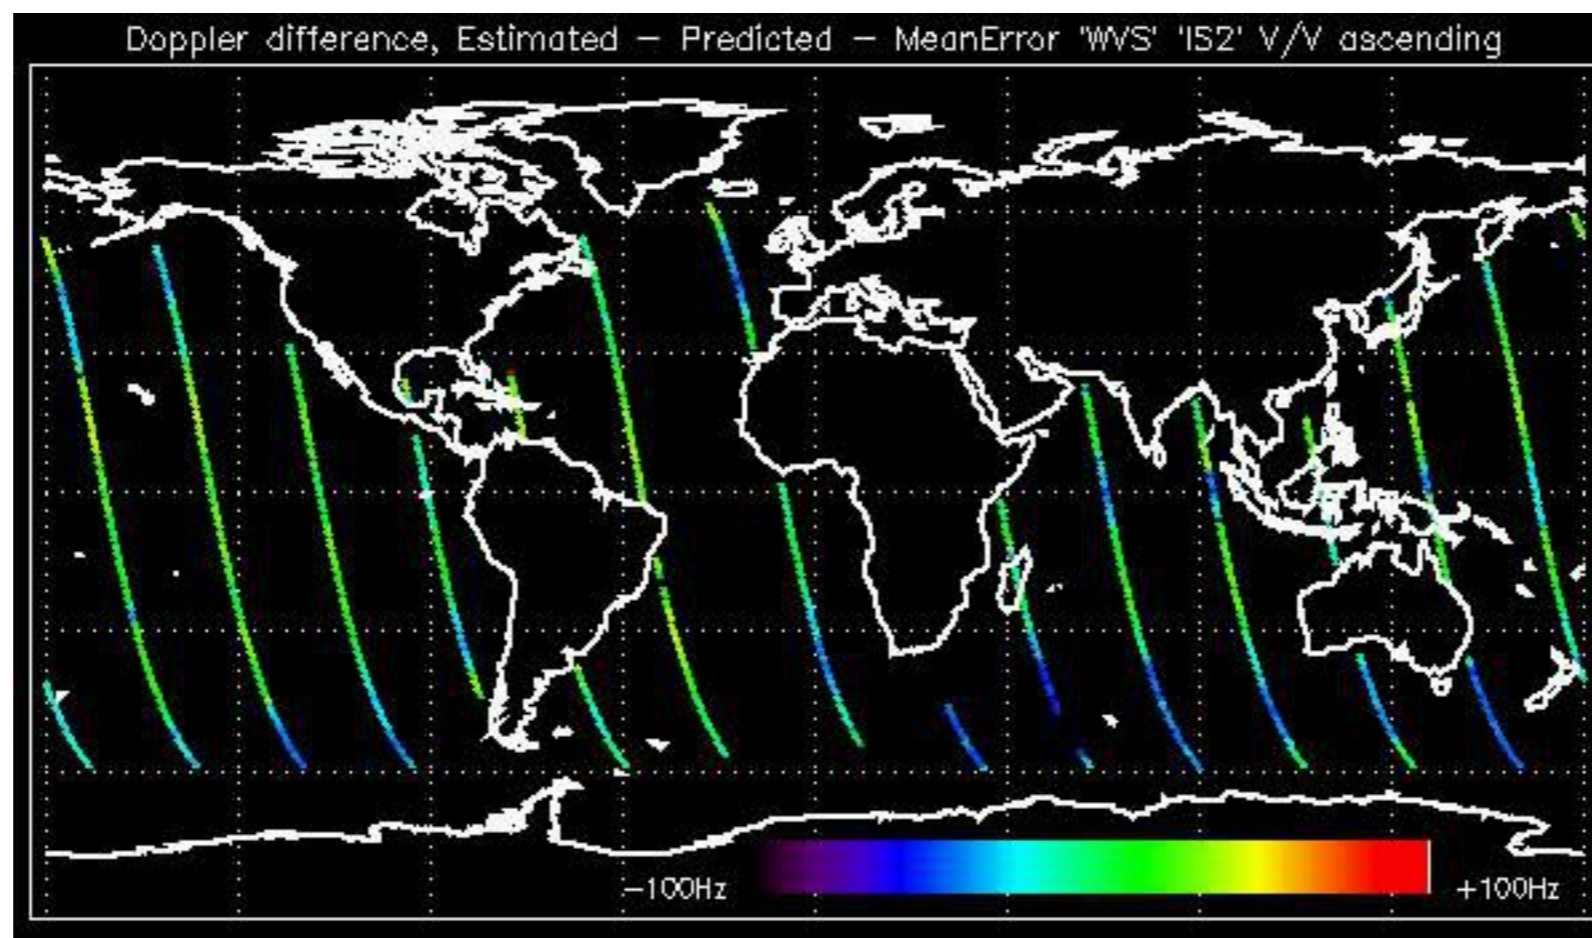 Doppler difference, Estimated – Predicted – MeanError 'WVS' 'IS2' V/V ascending
–100Hz
+100Hz